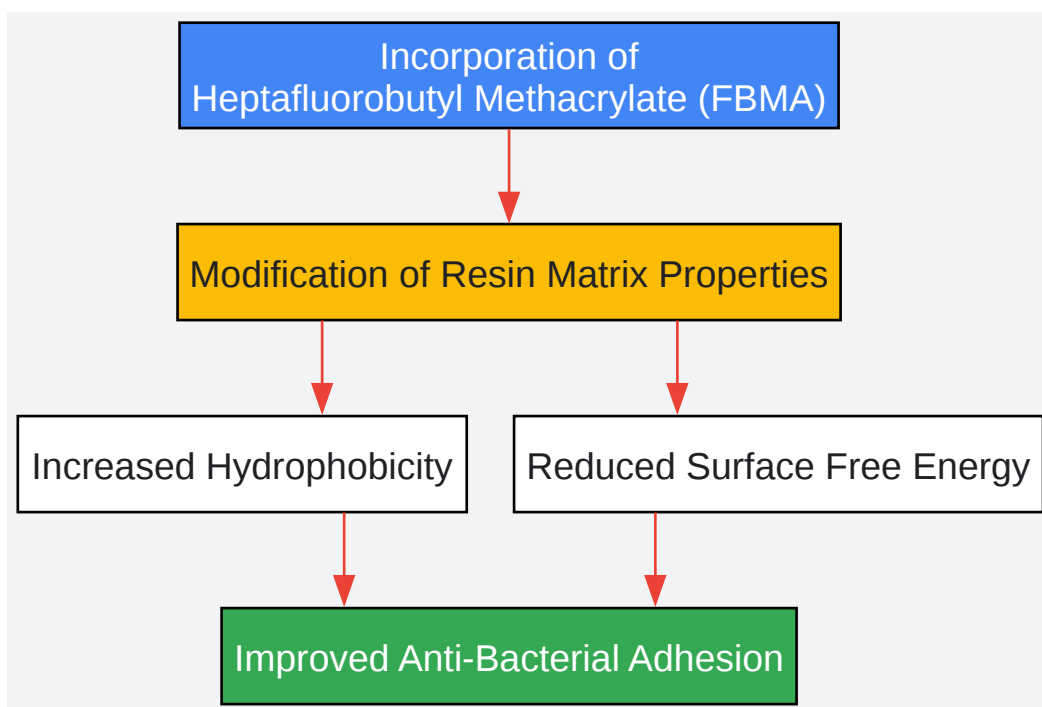 Incorporation of
Heptafluorobutyl Methacrylate (FBMA)
Modification of Resin Matrix Properties
Increased Hydrophobicity
Reduced Surface Free Energy
Improved Anti-Bacterial Adhesion